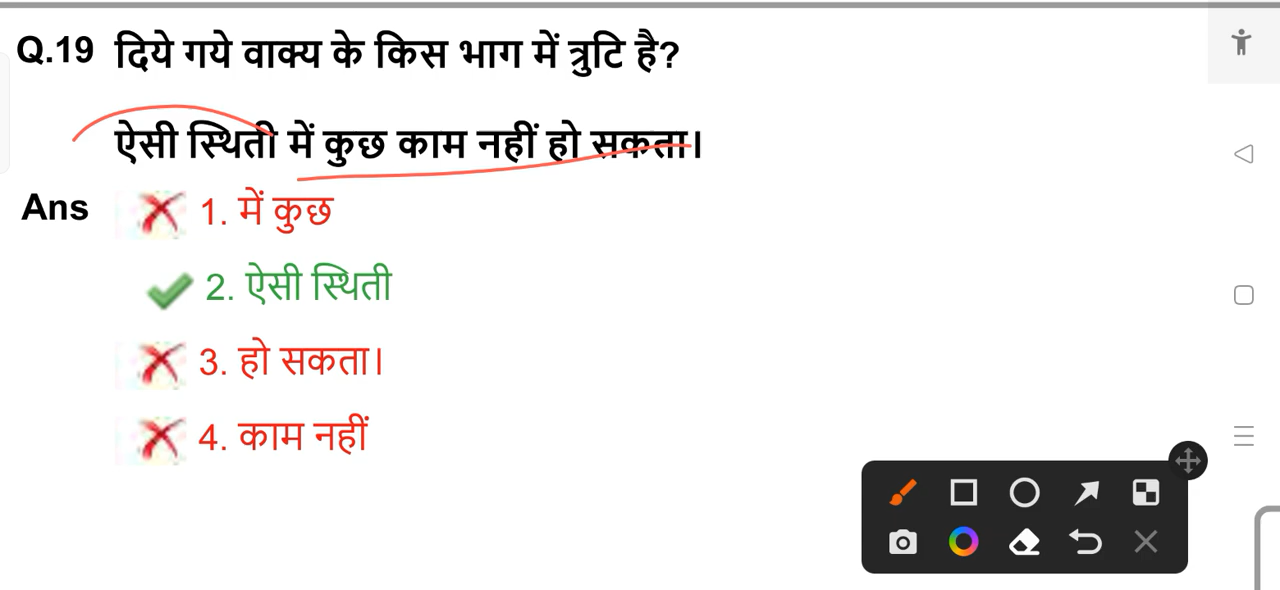 Q.19 दिये गये वाक्य के किस भाग में त्रुटि है?
ऐसी स्थिती में कुछ काम नहीं हो सकता।
Ans
1. में कुछ
2. ऐसी स्थिती
3. हो सकता।
4. काम नहीं